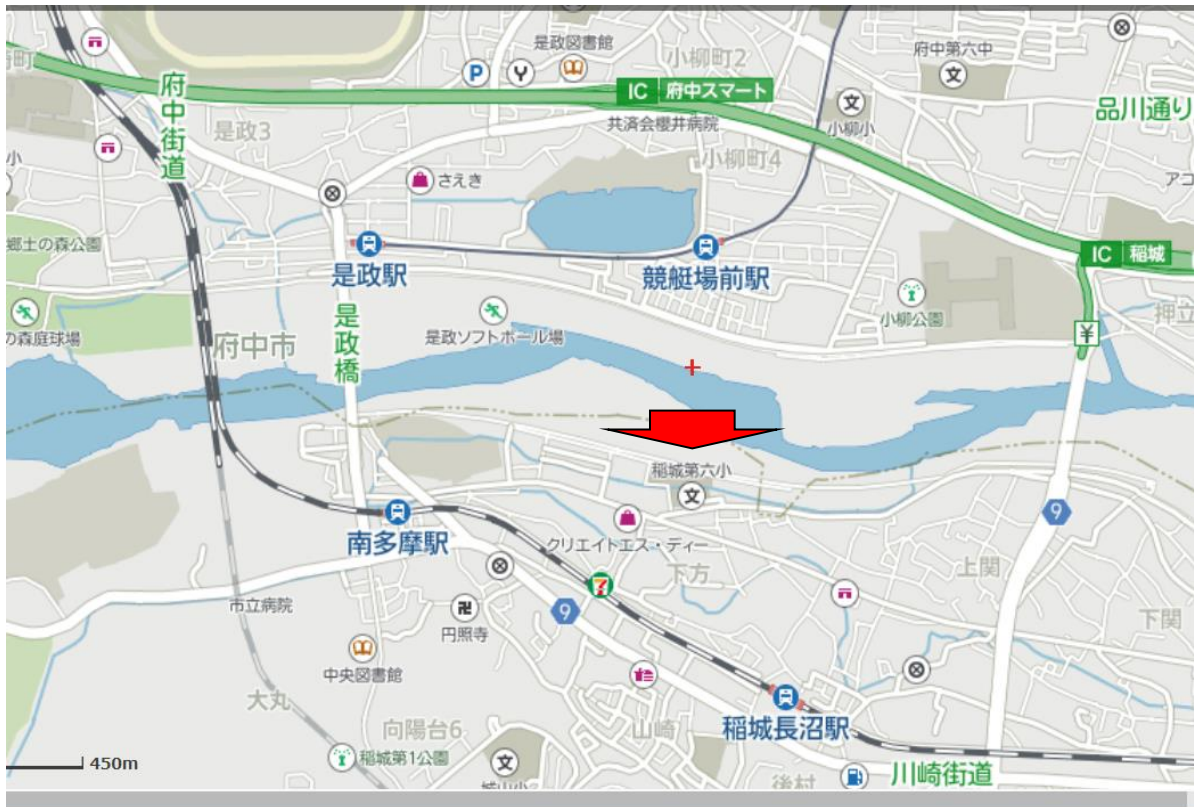 是政図書館
小柳町2
府中第六中
P
IC 府中スマート
品川通り
府中街道
共済会櫻井病院
小柳小
是政3
小柳町4
さえき
郷土の森公園
IC 稲城
是政駅
競艇場前駅
小柳公園
押立
の森庭球場
府中市
是政橋
是政ソフトボール場
¥
稲城第六小
文
9
南多摩駅
クリエイトエス・ティー
下方
上関
7
市立病院
卍
円照寺
9
下関
中央図書館
大丸
向陽台6
山崎
稲城長沼駅
稲城第1公園
450m
文
後村
川崎街道